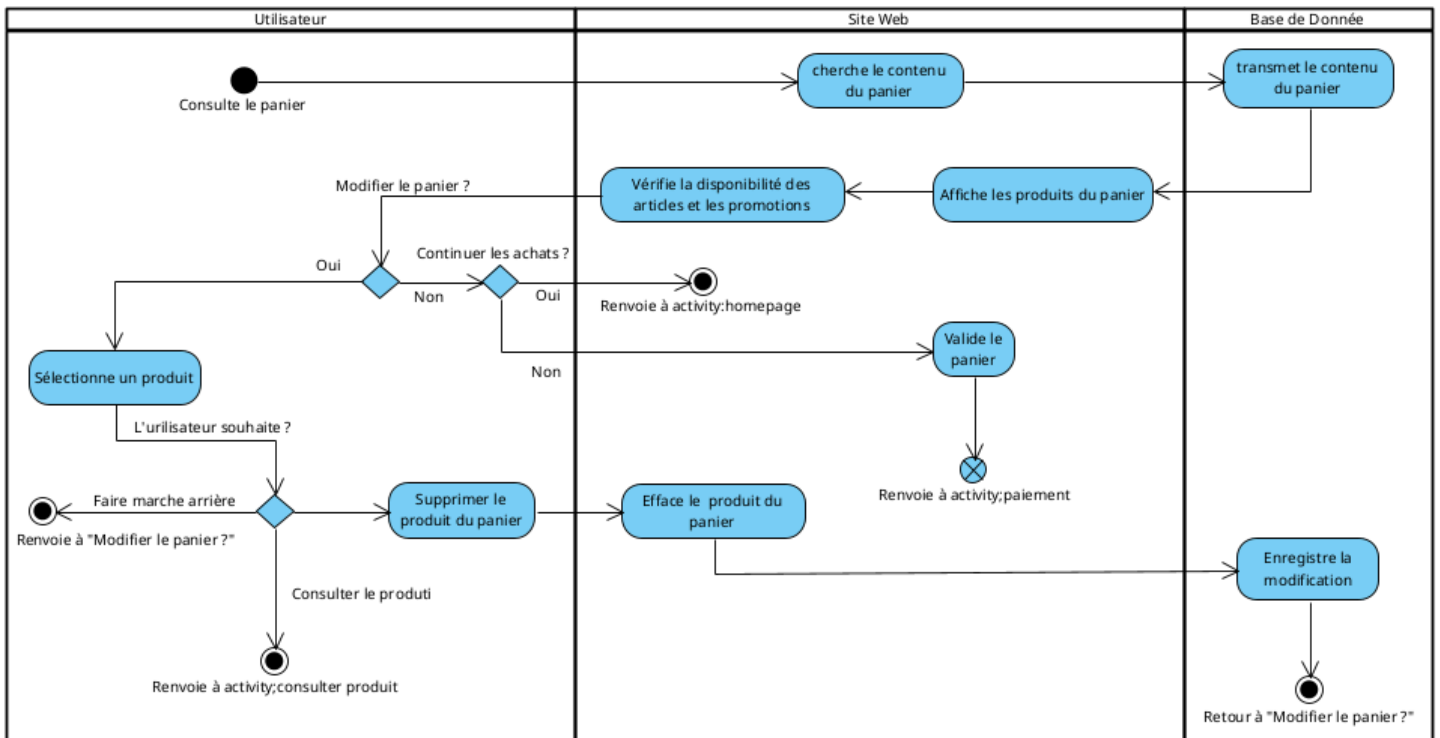 Utilisateur
Site Web
Base de Donnée
Consulte le panier
cherche le contenu
du panier
transmet le contenu
du panier
Modifier le panier ?
Vérifie la disponibilité des
articles et les promotions
Affiche les produits du panier
Continuer les achats ?
Oui
Non
Oui
Renvoie à activity:homepage
Valide le
panier
Non
Sélectionne un produit
L'urilisateur souhaite ?
Renvoie à activity;paiement
Faire marche arrière
Supprimer le
produit du panier
Efface le produit du
panier
Renvoie à "Modifier le panier ?"
Enregistre la
modification
Consulter le produti
Renvoie à activity;consulter produit
Retour à "Modifier le panier ?"